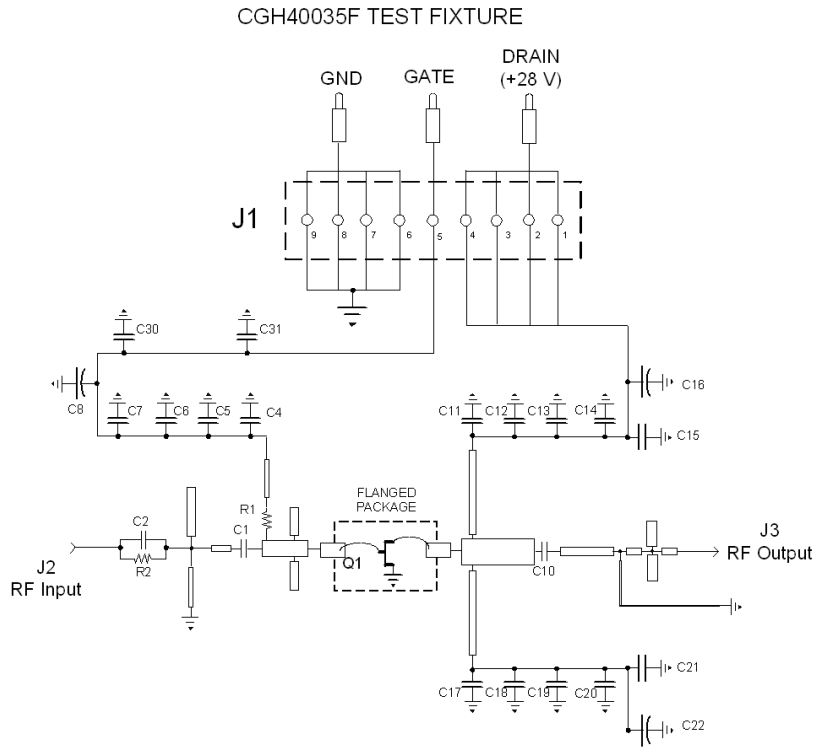 CGH40035F TEST FIXTURE
DRAIN
(+28 V)
GND
GATE
J1
9
8
7
6
5
4
3
2
1
C30
C31
C8
C7
C6
C5
C4
C11
C12
C13
C14
C16
C15
R1
FLANGED
PACKAGE
C2
R2
C1
Q1
C10
J2
RF Input
J3
RF Output
C17
C18
C19
C20
C21
C22